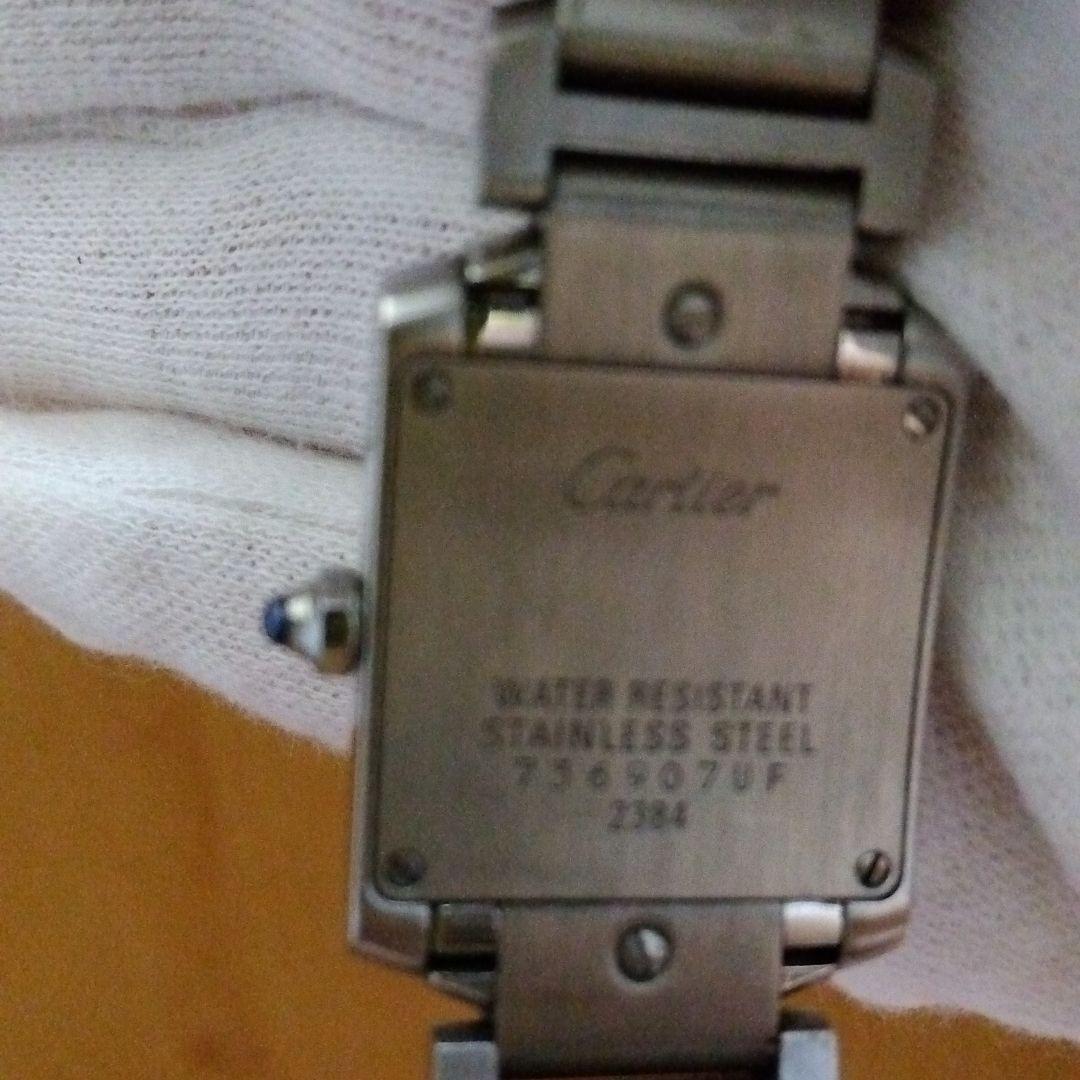 Cartier
WATER RESISTANT
STAINLESS STEEL
736907UF
2384